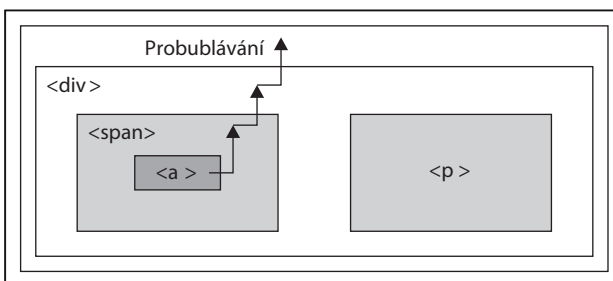 Probublávání
<div>
<span>
<a >
<p >